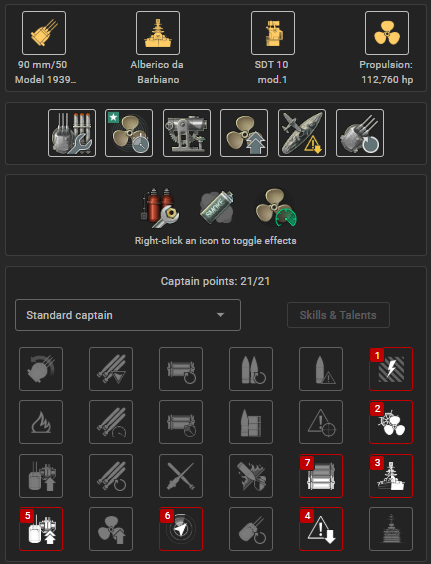 90 mm/50
Model 1939...
Alberico da
Barbiano
SDT 10
mod.1
Propulsion:
112,760 hp
SMOKE
Right-click an icon to toggle effects
Captain points: 21/21
Standard captain
Skills & Talents
1
2
7
3
5
6
4